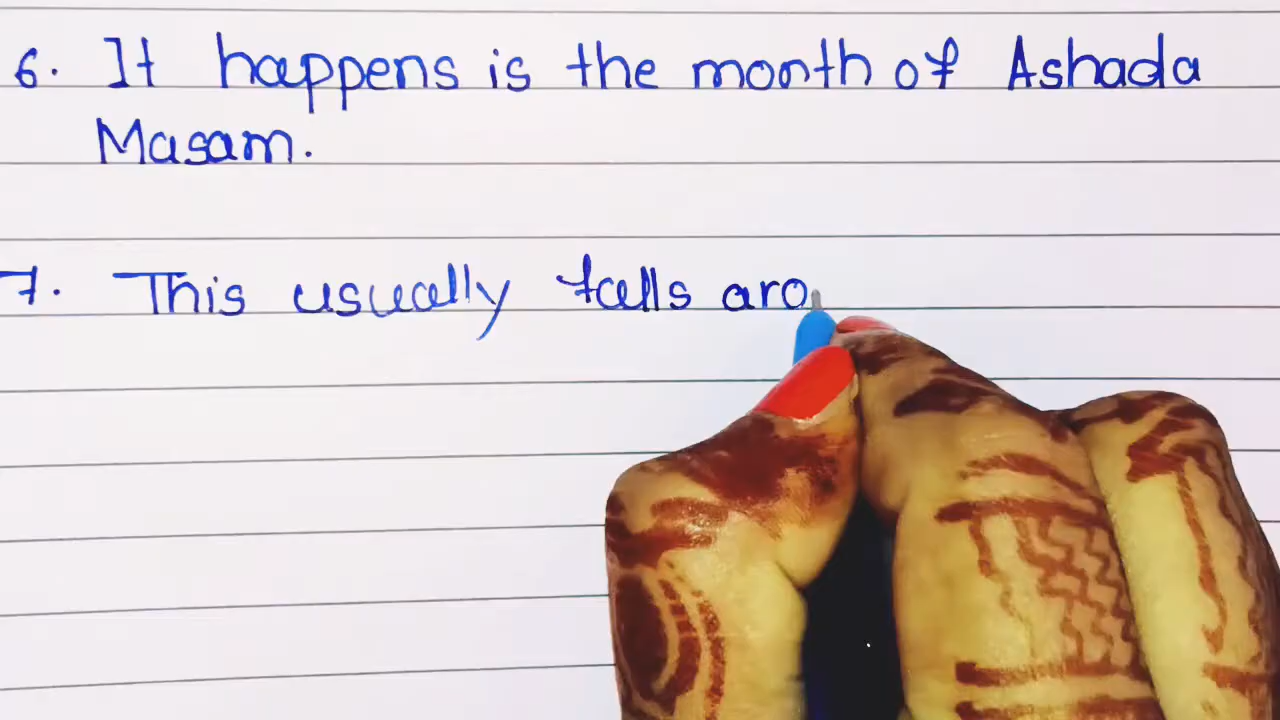 6. It happens is the month of Ashada
Masam.
7. This usually falls aro